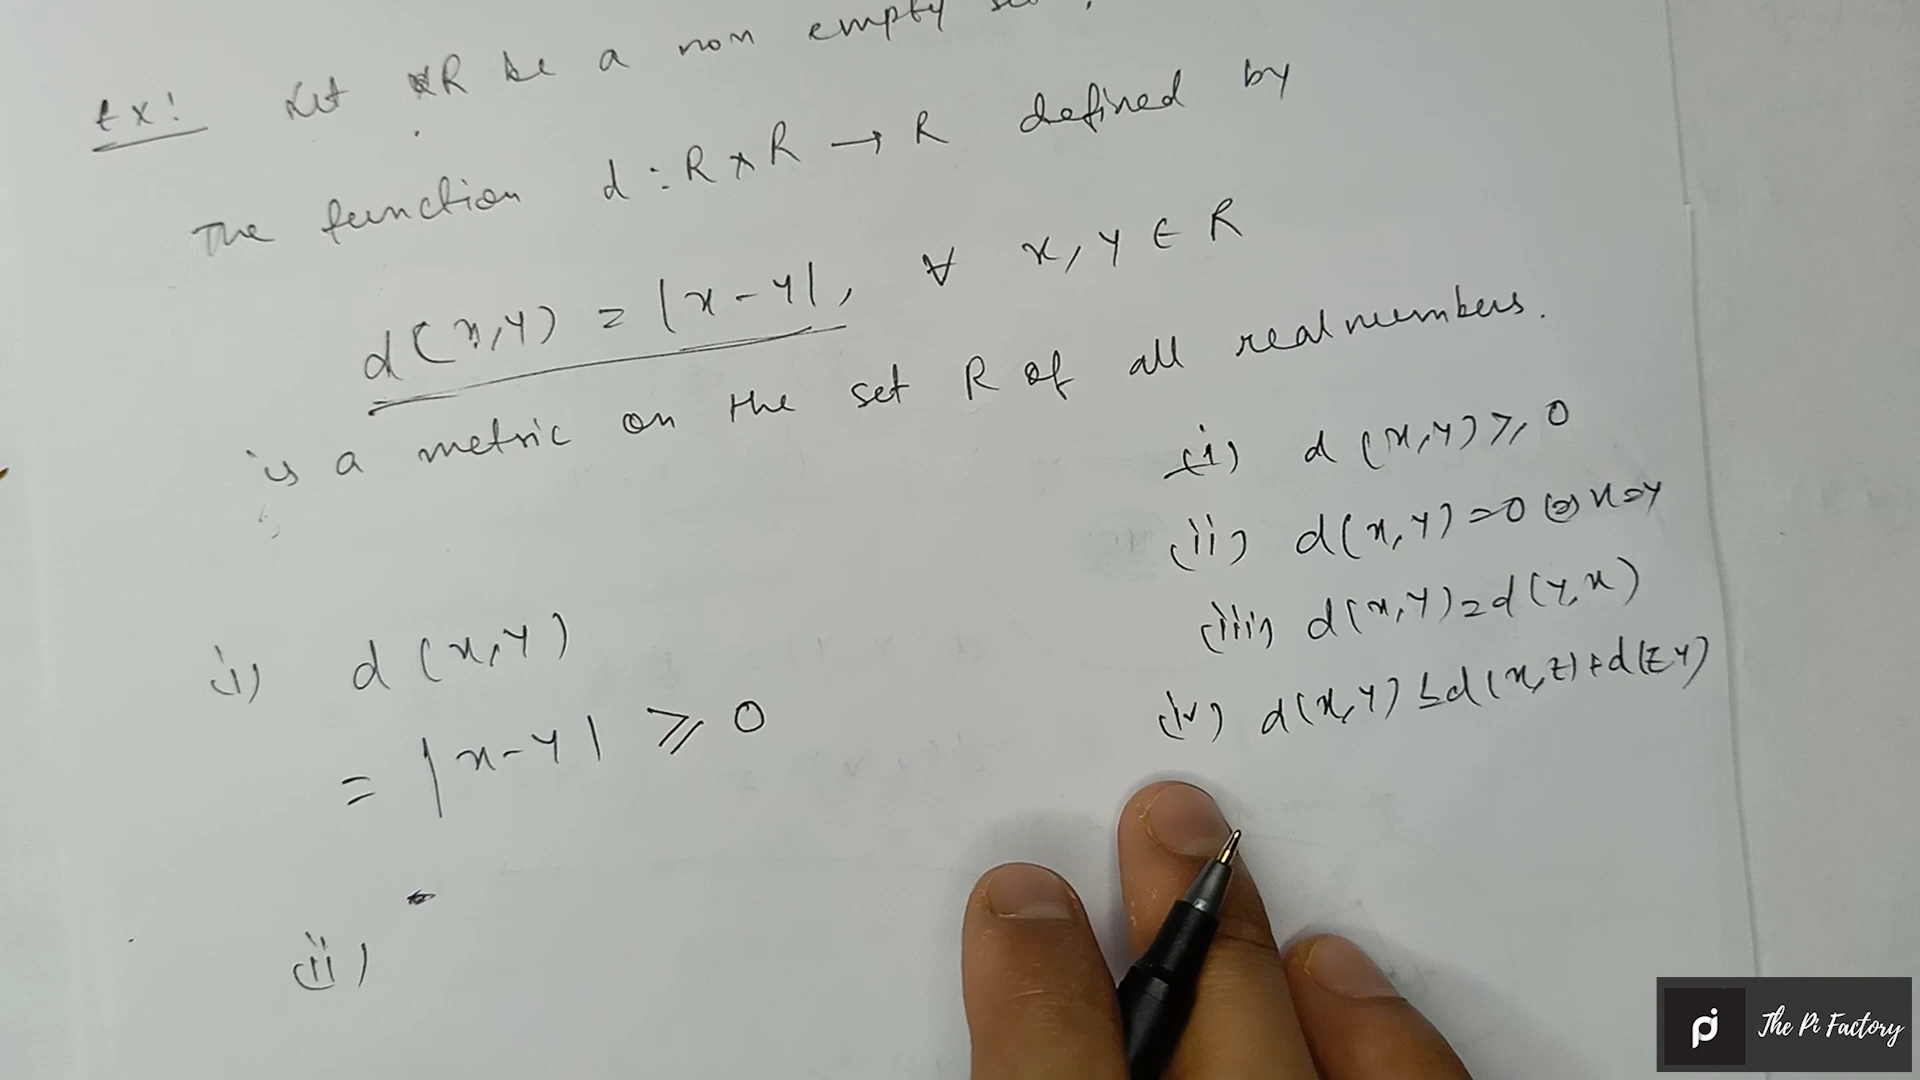 Ex! Let R be a non empty
The function d : R × R → R defined by
d(x,y) = |x-y|, ∀ x, y ∈ R
is a metric on the set R of all real numbers.
(i) d(x,y) ≥ 0
(ii) d(x,y)=0 ⇔ x=y
(iii) d(x,y)=d(y,x)
(iv) d(x,y) ≤ d(x,z)+d(z,y)
i) d(x,y)
= |x-y| ≥ 0
(ii)
pi The Pi Factory